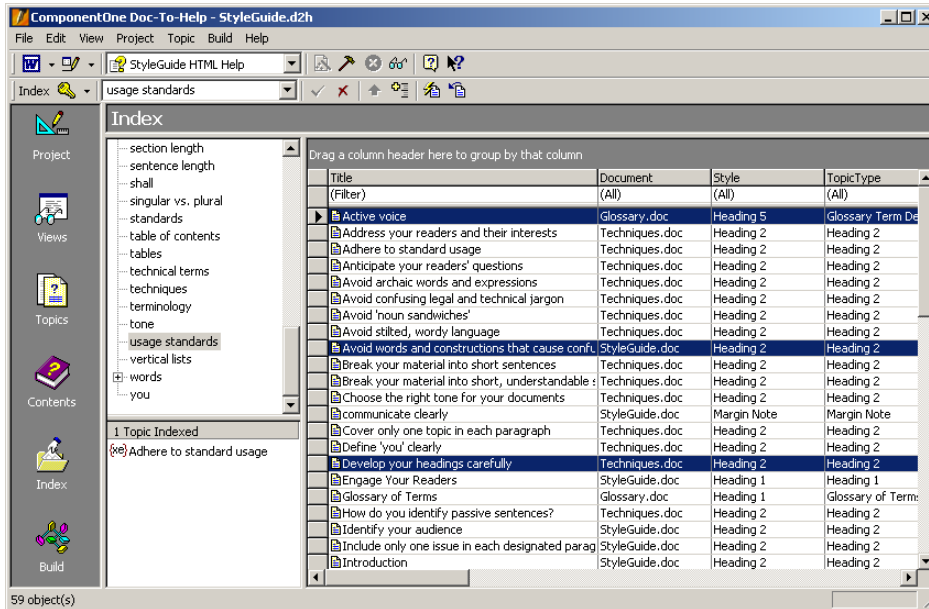 ComponentOne Doc-To-Help - StyleGuide.d2h
File Edit View Project Topic Build Help
StyleGuide HTML Help
Index usage standards
Index
Project
Views
Topics
Contents
Index
Build
section length
sentence length
shall
singular vs. plural
standards
table of contents
tables
technical terms
techniques
terminology
tone
usage standards
vertical lists
words
you
1 Topic Indexed
{xe} Adhere to standard usage
Drag a column header here to group by that column
Title Document Style TopicType
(Filter) (All) (All) (All)
Active voice Glossary.doc Heading 5 Glossary Term De
Address your readers and their interests Techniques.doc Heading 2 Heading 2
Adhere to standard usage Techniques.doc Heading 2 Heading 2
Anticipate your readers' questions Techniques.doc Heading 2 Heading 2
Avoid archaic words and expressions Techniques.doc Heading 2 Heading 2
Avoid confusing legal and technical jargon Techniques.doc Heading 2 Heading 2
Avoid 'noun sandwiches' Techniques.doc Heading 2 Heading 2
Avoid stilted, wordy language Techniques.doc Heading 2 Heading 2
Avoid words and constructions that cause confu StyleGuide.doc Heading 2 Heading 2
Break your material into short sentences Techniques.doc Heading 2 Heading 2
Break your material into short, understandable s Techniques.doc Heading 2 Heading 2
Choose the right tone for your documents Techniques.doc Heading 2 Heading 2
communicate clearly StyleGuide.doc Margin Note Margin Note
Cover only one topic in each paragraph Techniques.doc Heading 2 Heading 2
Define 'you' clearly Techniques.doc Heading 2 Heading 2
Develop your headings carefully Techniques.doc Heading 2 Heading 2
Engage Your Readers StyleGuide.doc Heading 1 Heading 1
Glossary of Terms Glossary.doc Heading 1 Glossary of Terms
How do you identify passive sentences? Techniques.doc Heading 2 Heading 2
Identify your audience StyleGuide.doc Heading 2 Heading 2
Include only one issue in each designated parag StyleGuide.doc Heading 2 Heading 2
Introduction StyleGuide.doc Heading 2 Heading 2
59 object(s)